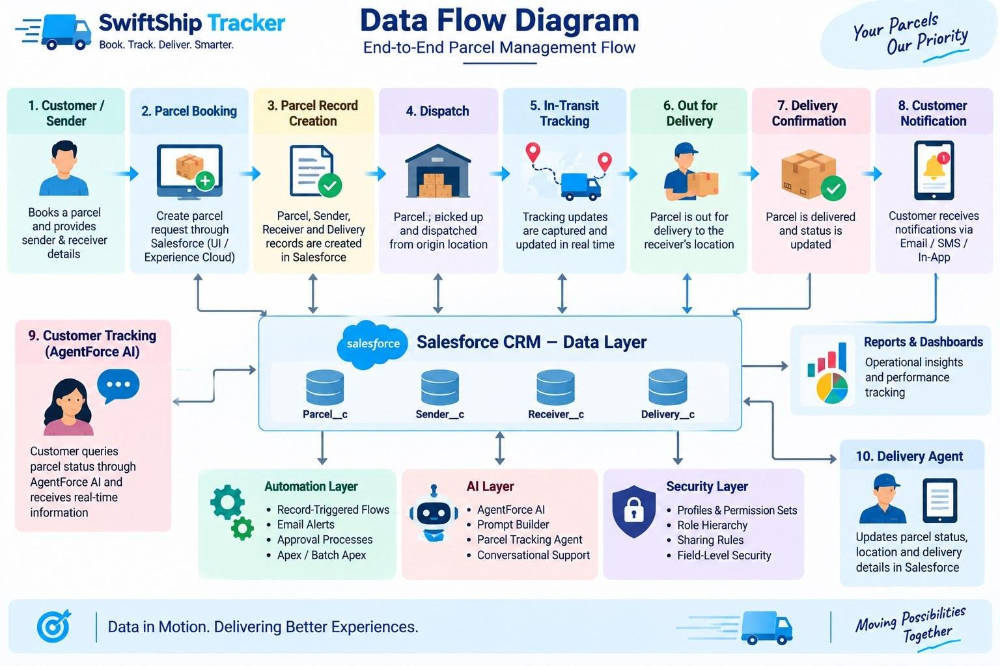 SwiftShip Tracker
Book. Track. Deliver. Smarter.
Data Flow Diagram
End-to-End Parcel Management Flow
Your Parcels
Our Priority
1. Customer /
Sender
Books a parcel
and provides
sender & receiver
details
2. Parcel Booking
Create parcel
request through
Salesforce (UI /
Experience Cloud)
3. Parcel Record
Creation
Parcel, Sender,
Receiver and Delivery
records are created
in Salesforce
4. Dispatch
Parcel picked up
and dispatched
from origin location
5. In-Transit
Tracking
Tracking updates
are captured and
updated in real time
6. Out for
Delivery
Parcel is out for
delivery to the
receiver's location
7. Delivery
Confirmation
Parcel is delivered
and status is
updated
8. Customer
Notification
1
Customer receives
notifications via
Email / SMS /
In-App
9. Customer Tracking
(AgentForce AI)
Customer queries
parcel status through
AgentForce AI and
receives real-time
information
salesforce
Salesforce CRM – Data Layer
Parcel__c
Sender__c
Receiver__c
Delivery__c
Reports & Dashboards
Operational insights
and performance
tracking
10. Delivery Agent
Updates parcel status,
location and delivery
details in Salesforce
Automation Layer
• Record-Triggered Flows
• Email Alerts
• Approval Processes
• Apex / Batch Apex
AI Layer
• AgentForce AI
• Prompt Builder
• Parcel Tracking Agent
• Conversational Support
Security Layer
• Profiles & Permission Sets
• Role Hierarchy
• Sharing Rules
• Field-Level Security
Data in Motion. Delivering Better Experiences.
Moving Possibilities
Together